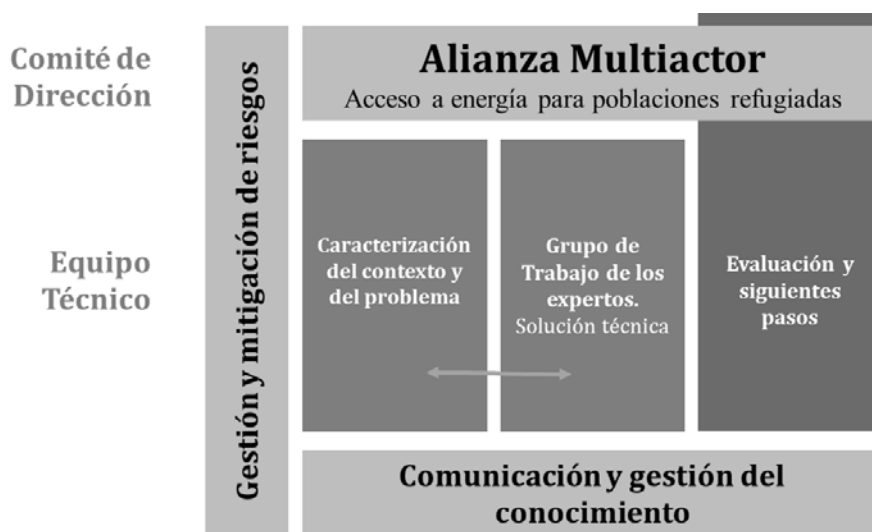 Comité de
Dirección
Equipo
Técnico
Gestión y mitigación de riesgos
Alianza Multiactor
Acceso a energía para poblaciones refugiadas
Caracterización
del contexto y
del problema
Grupo de
Trabajo de los
expertos.
Solución técnica
Evaluación y
siguientes
pasos
Comunicación y gestión del
conocimiento